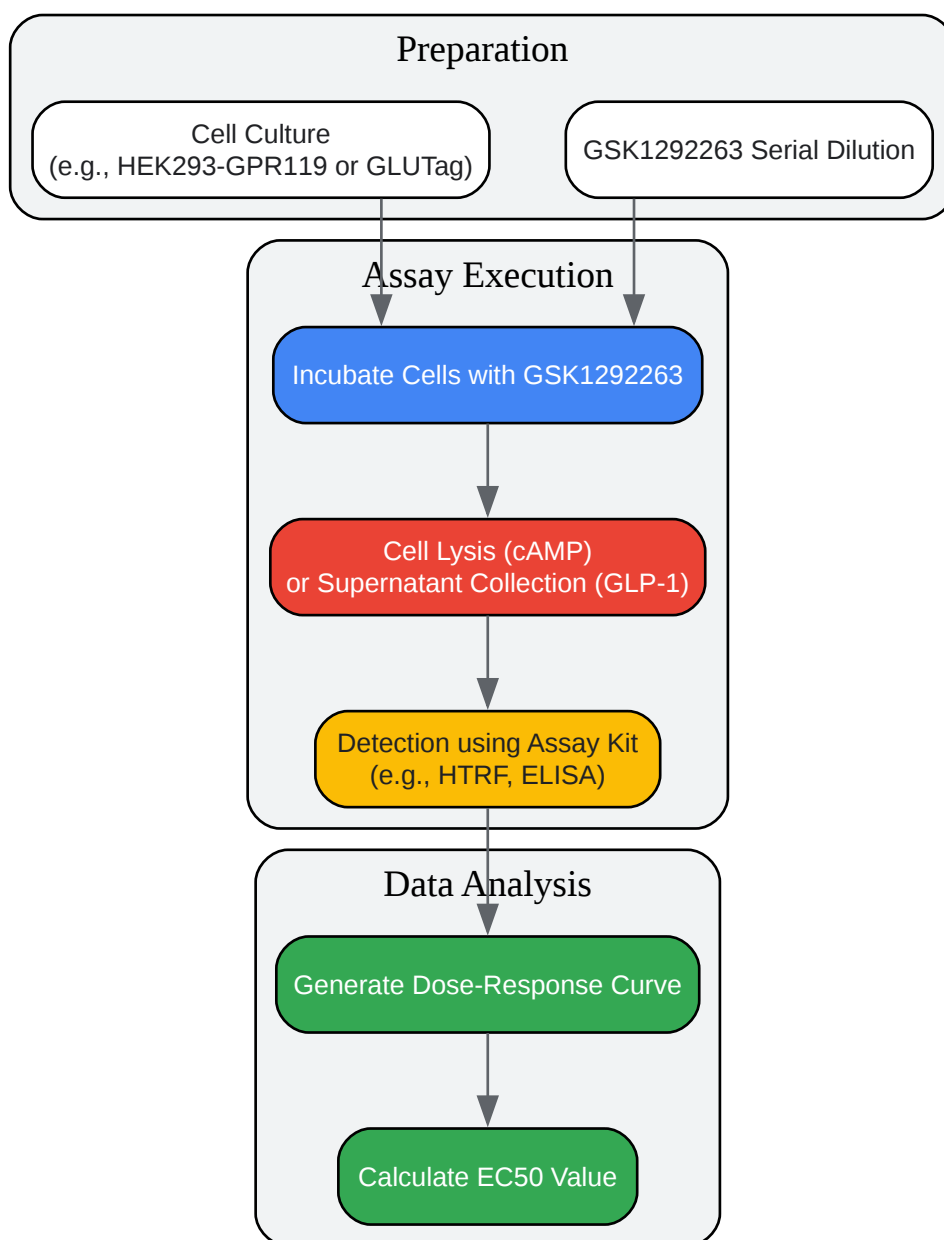 Preparation
Cell Culture
(e.g., HEK293-GPR119 or GLUTag)
GSK1292263 Serial Dilution
Assay Execution
Incubate Cells with GSK1292263
Cell Lysis (cAMP)
or Supernatant Collection (GLP-1)
Detection using Assay Kit
(e.g., HTRF, ELISA)
Data Analysis
Generate Dose-Response Curve
Calculate EC50 Value